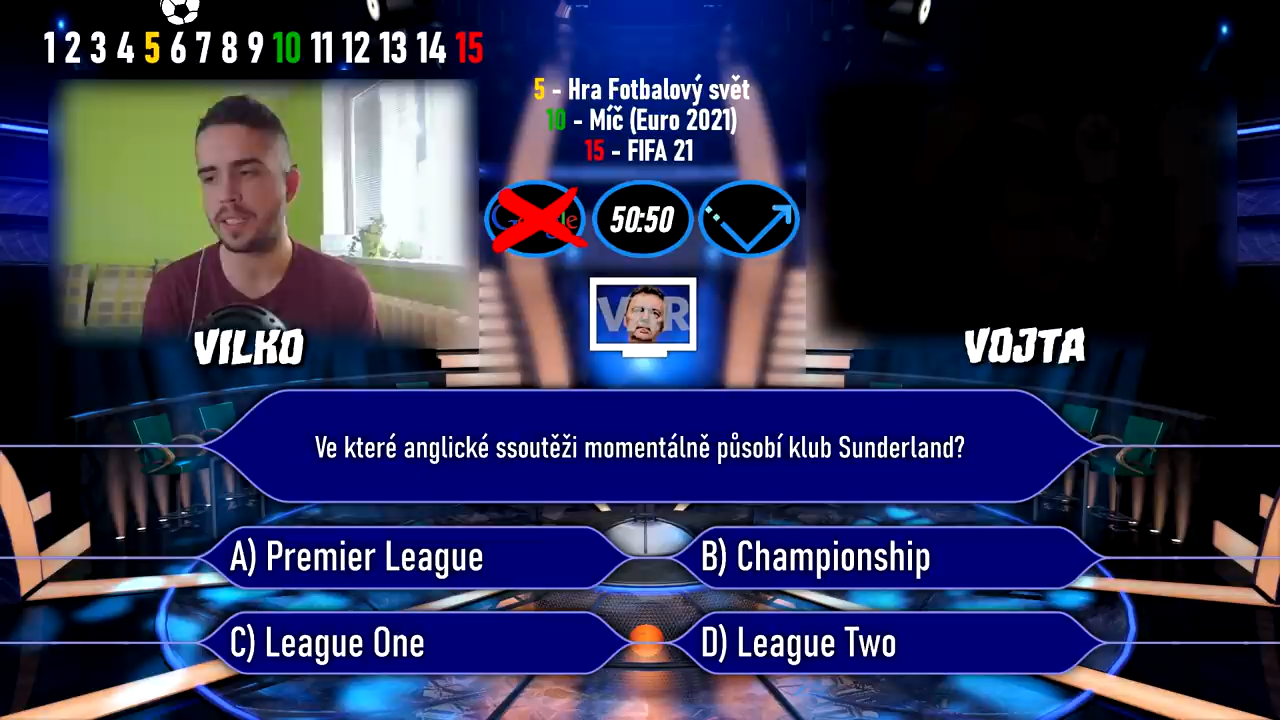 1 2 3 4 5 6 7 8 9 10 11 12 13 14 15
5 - Hra Fotbalový svět
10 - Míč (Euro 2021)
15 - FIFA 21
Google
50:50
VAR
VILKO
VOJTA
Ve které anglické ssoutěži momentálně působí klub Sunderland?
A) Premier League
B) Championship
C) League One
D) League Two